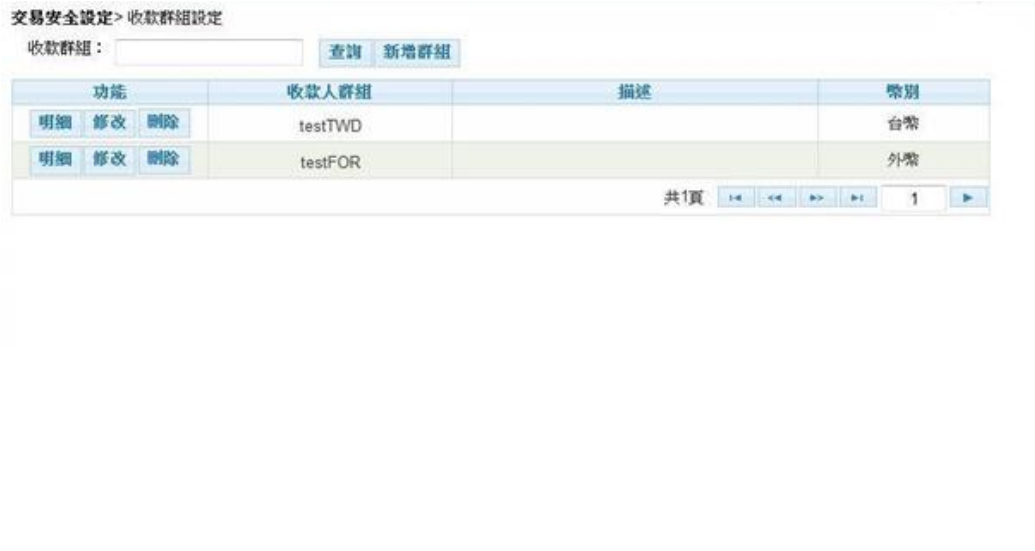 交易安全設定> 收款群組設定
收款群組： 查詢 新增群組
功能 收款人群組 描述 幣別
明細 修改 刪除 testTWD 台幣
明細 修改 刪除 testFOR 外幣
共1頁 1